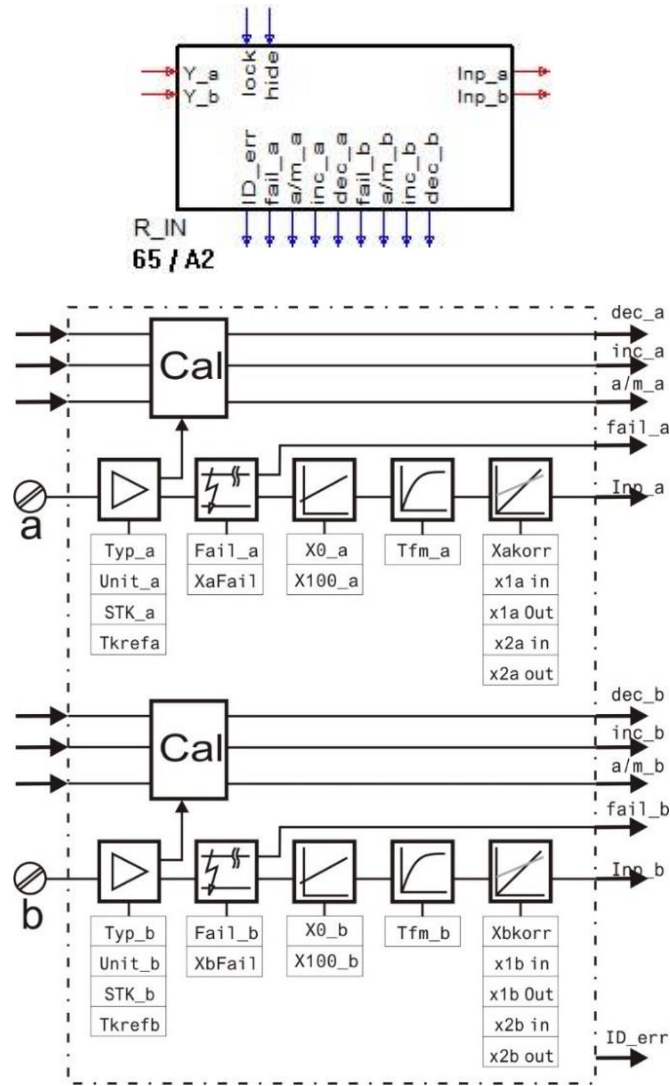 lock
hide
Y_a
Y_b
Inp_a
Inp_b
ID_err
fail_a
a/m_a
inc_a
dec_a
fail_b
a/m_b
inc_b
dec_b
R_IN
65 / A2
dec_a
inc_a
a/m_a
Cal
fail_a
Inp_a
a
Typ_a
Unit_a
STK_a
Tkrefa
Fail_a
XaFail
X0_a
X100_a
Tfm_a
Xakorr
x1a in
x1a Out
x2a in
x2a out
dec_b
inc_b
a/m_b
Cal
fail_b
Inp_b
b
Typ_b
Unit_b
STK_b
Tkrefb
Fail_b
XbFail
X0_b
X100_b
Tfm_b
Xbkorr
x1b in
x1b Out
x2b in
x2b out
ID_err